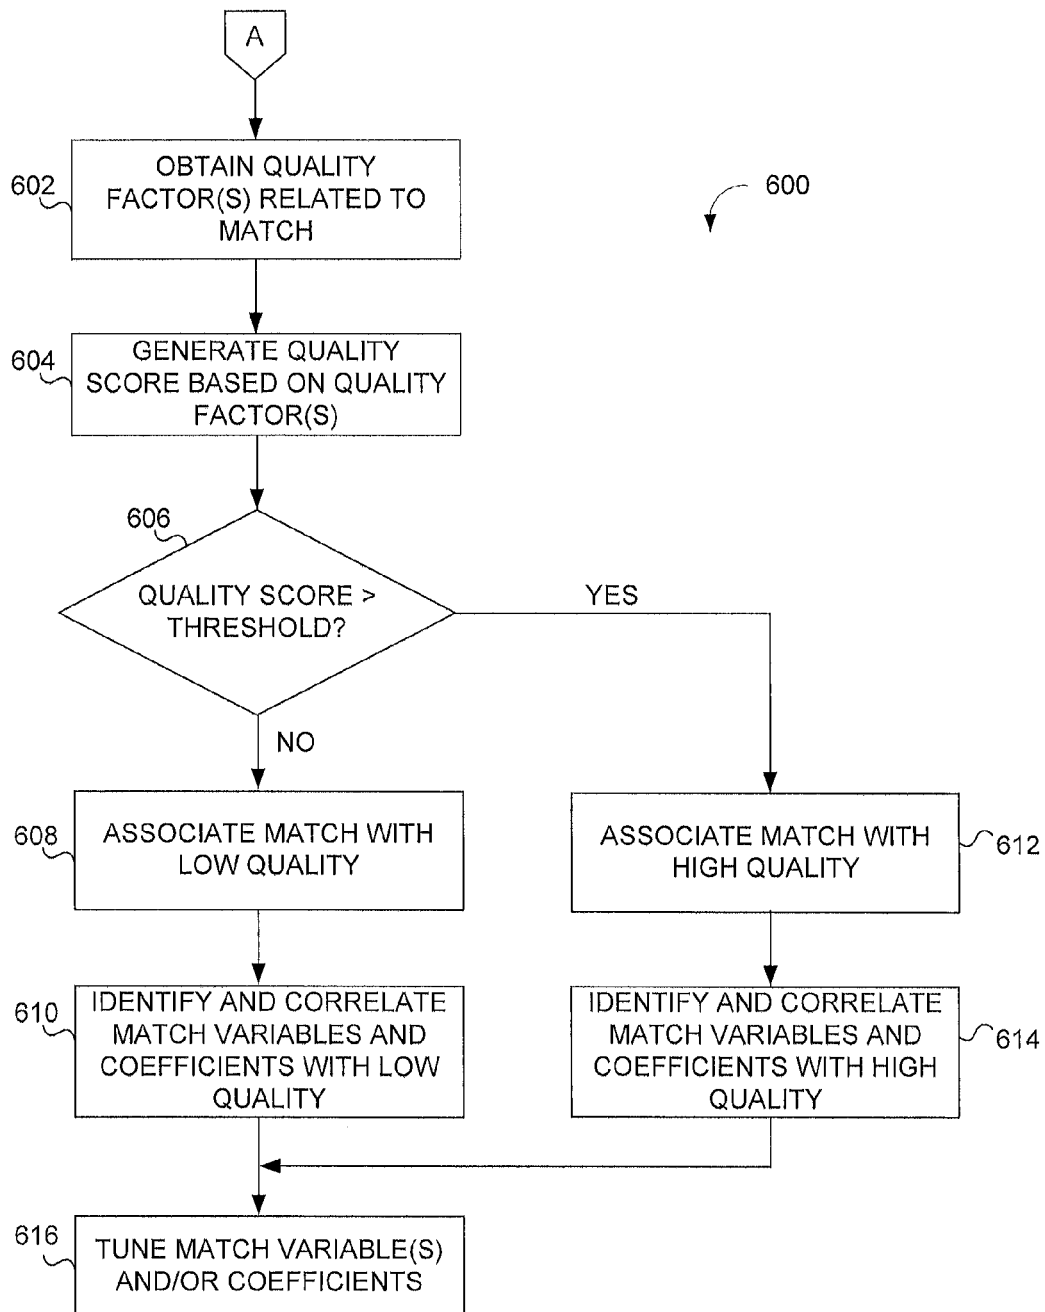 A
602
OBTAIN QUALITY
FACTOR(S) RELATED TO
MATCH
600
604
GENERATE QUALITY
SCORE BASED ON QUALITY
FACTOR(S)
606
QUALITY SCORE >
THRESHOLD?
YES
NO
608
ASSOCIATE MATCH WITH
LOW QUALITY
ASSOCIATE MATCH WITH
HIGH QUALITY
612
610
IDENTIFY AND CORRELATE
MATCH VARIABLES AND
COEFFICIENTS WITH LOW
QUALITY
IDENTIFY AND CORRELATE
MATCH VARIABLES AND
COEFFICIENTS WITH HIGH
QUALITY
614
616
TUNE MATCH VARIABLE(S)
AND/OR COEFFICIENTS